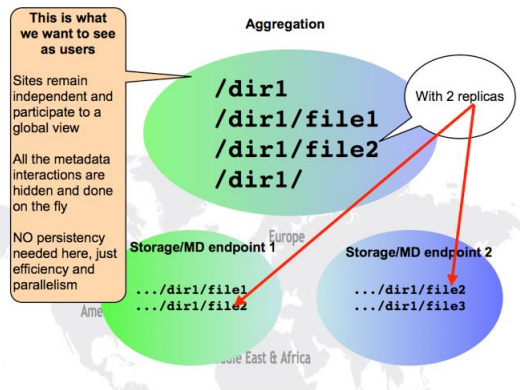 This is what
we want to see
as users
Sites remain
independent and
participate to a
global view
All the metadata
interactions are
hidden and done
on the fly
NO persistency
needed here, just
efficiency and
parallelism
Aggregation
/dir1
/dir1/file1
/dir1/file2
/dir1/
With 2 replicas
Europe
Storage/MD endpoint 1
.../dir1/file1
.../dir1/file2
Storage/MD endpoint 2
.../dir1/file2
.../dir1/file3
East & Africa